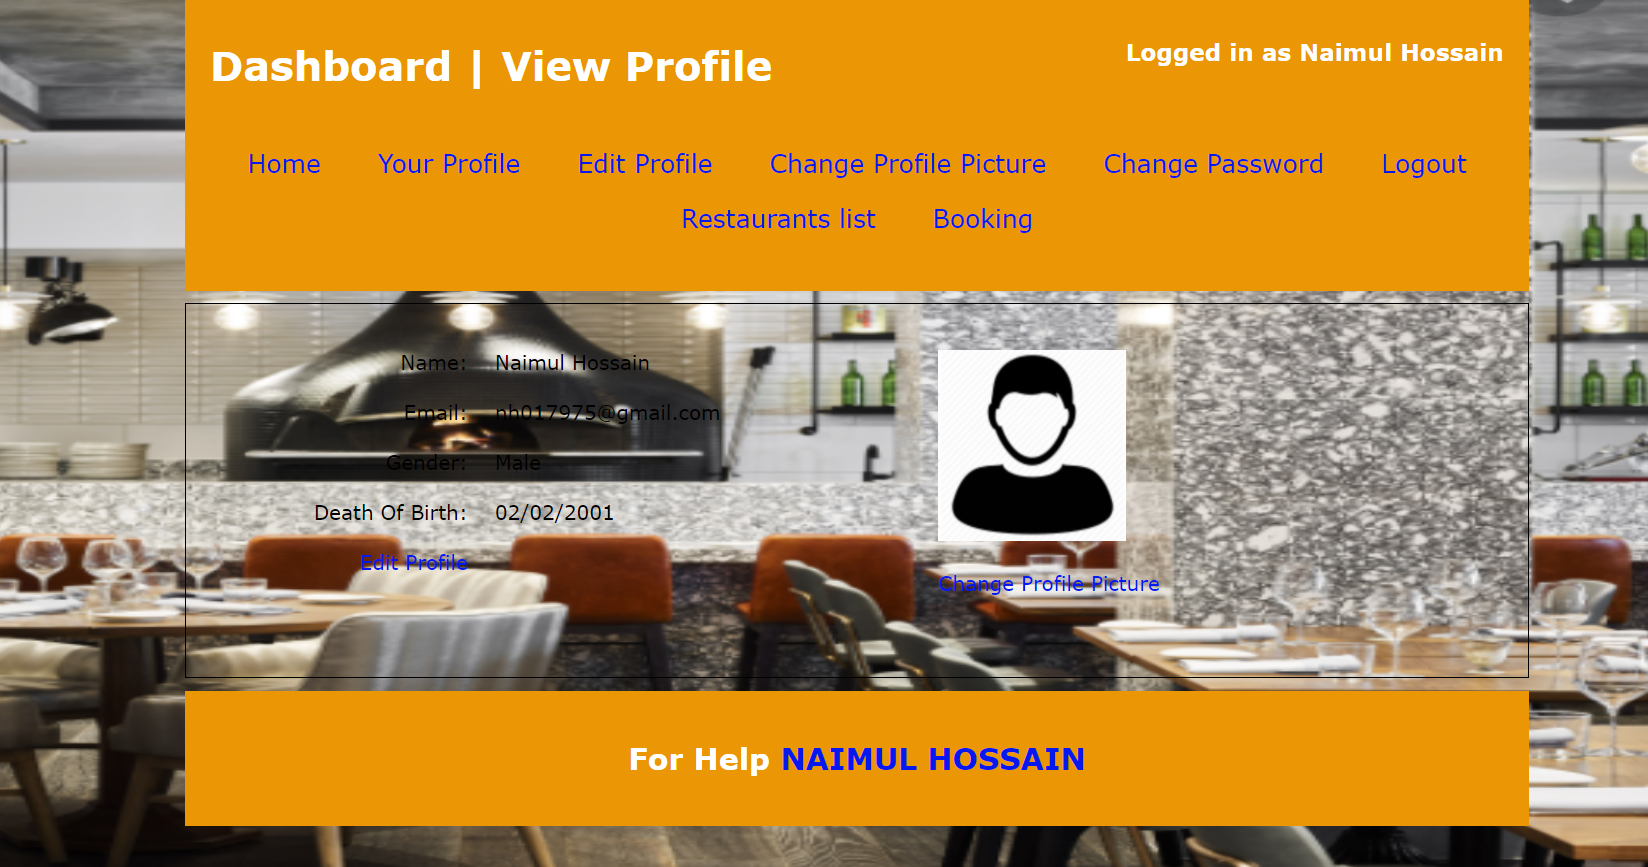 Dashboard | View Profile
Logged in as Naimul Hossain
Home Your Profile Edit Profile Change Profile Picture Change Password Logout
Restaurants list Booking
Name: Naimul Hossain
Email: nh017975@gmail.com
Gender: Male
Death Of Birth: 02/02/2001
Edit Profile
Change Profile Picture
For Help NAIMUL HOSSAIN